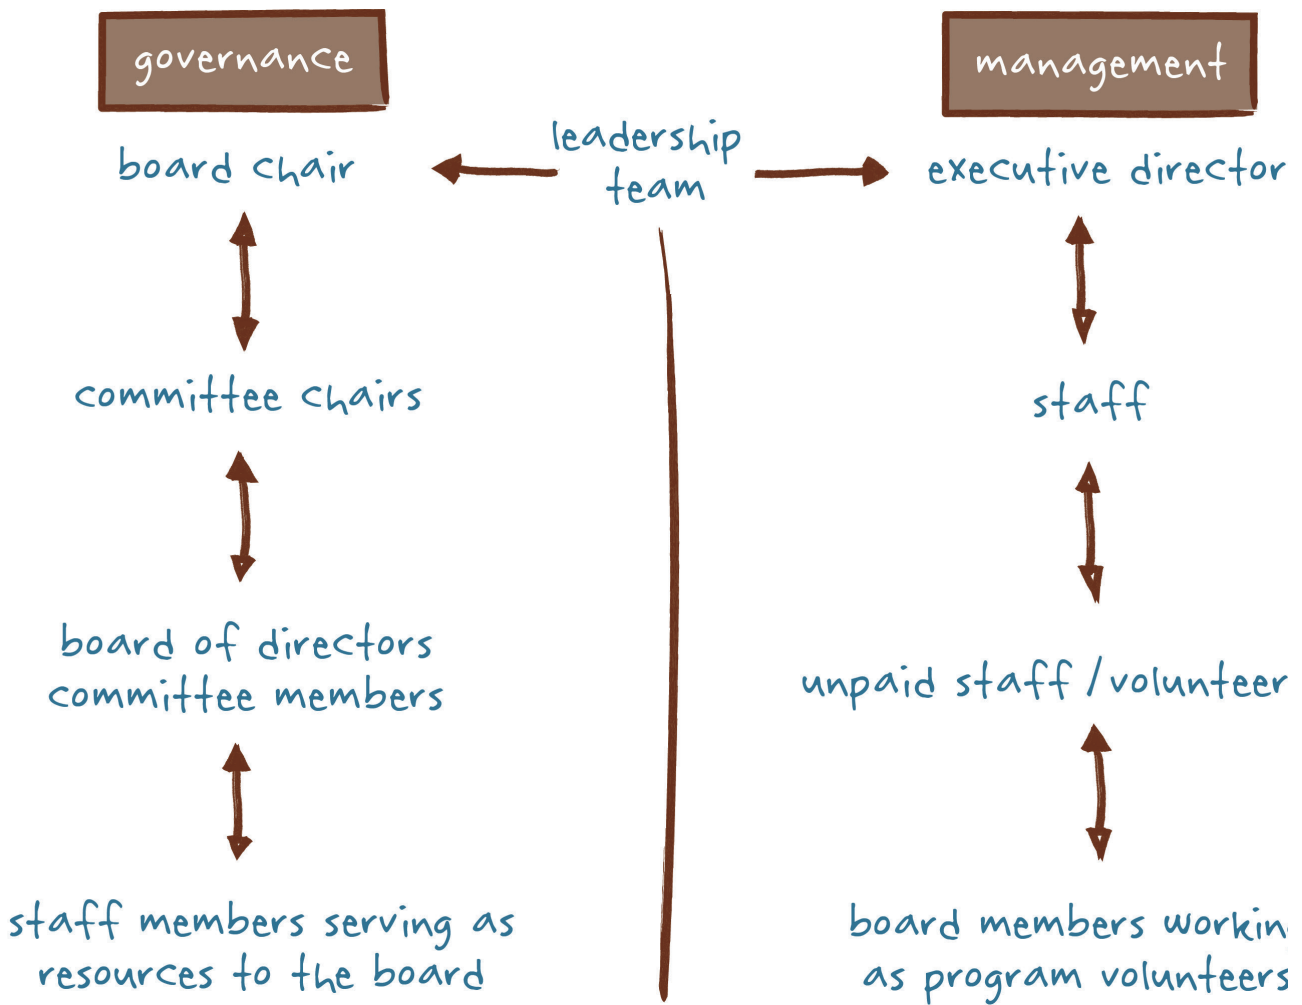 governance
management
leadership
team
board chair
executive director
committee chairs
staff
board of directors
committee members
unpaid staff / volunteer
staff members serving as
resources to the board
board members workin
as program volunteers